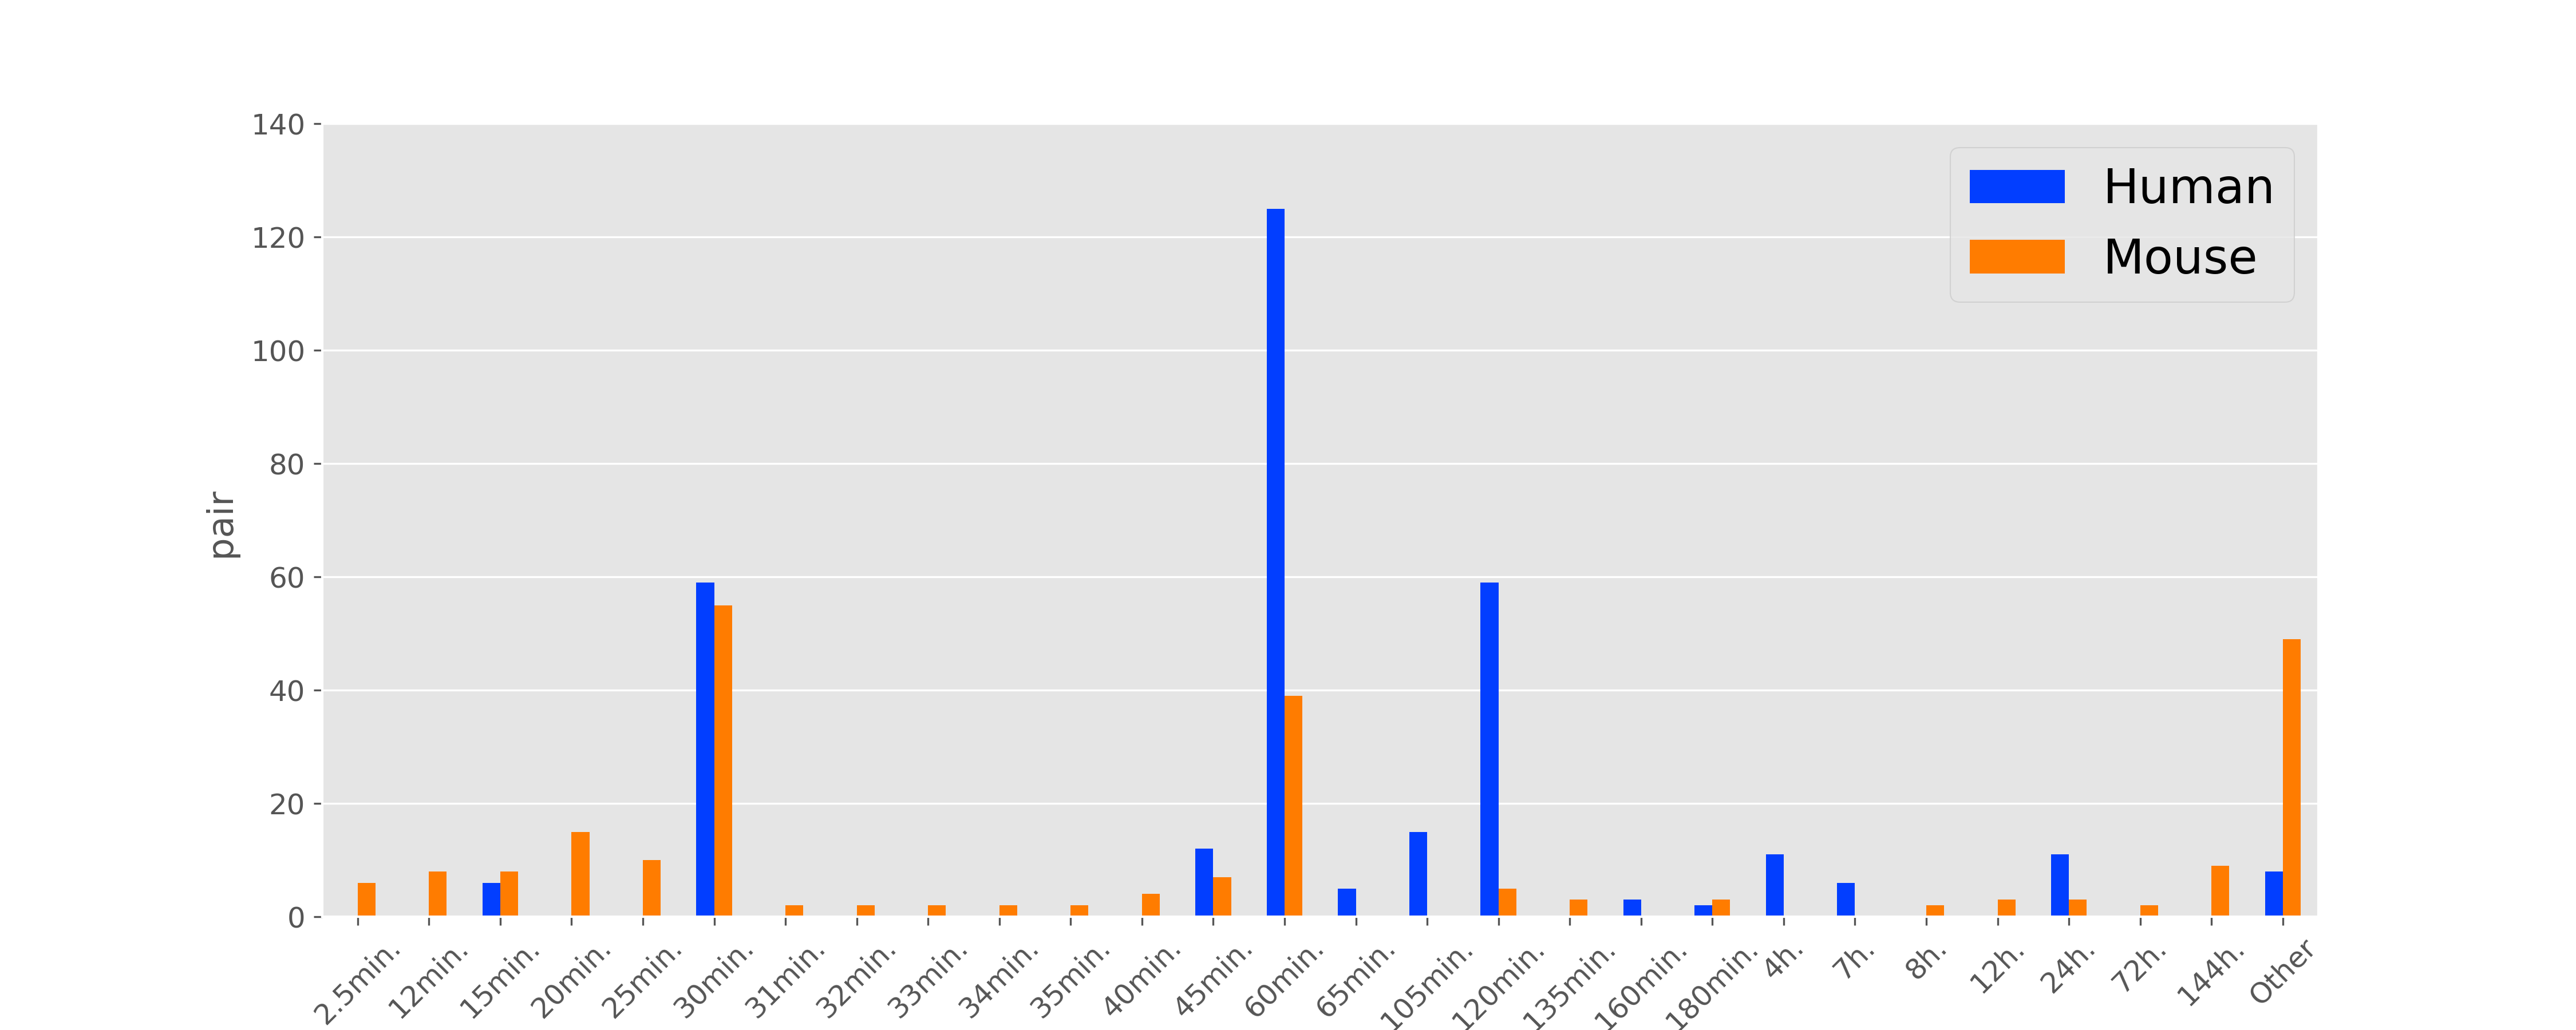 140
120
100
80
60
40
20
0
pair
Human
Mouse
2.5min.
12min.
15min.
20min.
25min.
30min.
31min.
32min.
33min.
34min.
35min.
40min.
45min.
60min.
65min.
105min.
120min.
135min.
160min.
180min.
4h.
7h.
8h.
12h.
24h.
72h.
144h.
Other